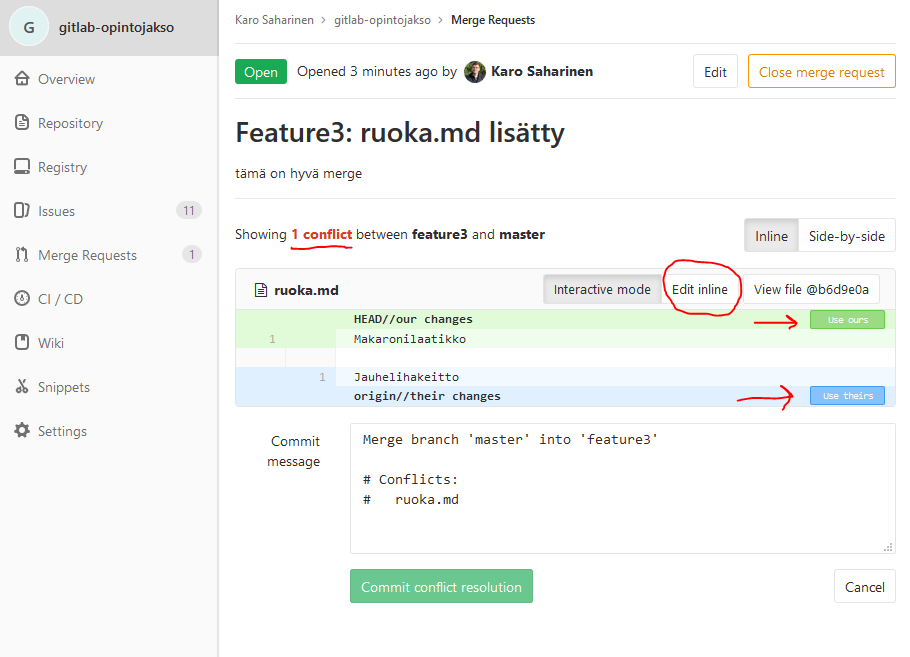 G gitlab-opintojakso
Overview
Repository
Registry
Issues 11
Merge Requests 1
CI / CD
Wiki
Snippets
Settings
Karo Saharinen > gitlab-opintojakso > Merge Requests
Open Opened 3 minutes ago by Karo Saharinen Edit Close merge request
Feature3: ruoka.md lisätty
tämä on hyvä merge
Showing 1 conflict between feature3 and master Inline Side-by-side
ruoka.md Interactive mode Edit inline View file @b6d9e0a
HEAD//our changes Use ours
1 Makaronilaatikko
1 Jauhelihakeitto
origin//their changes Use theirs
Commit message
Merge branch 'master' into 'feature3'
# Conflicts:
#   ruoka.md
Commit conflict resolution Cancel